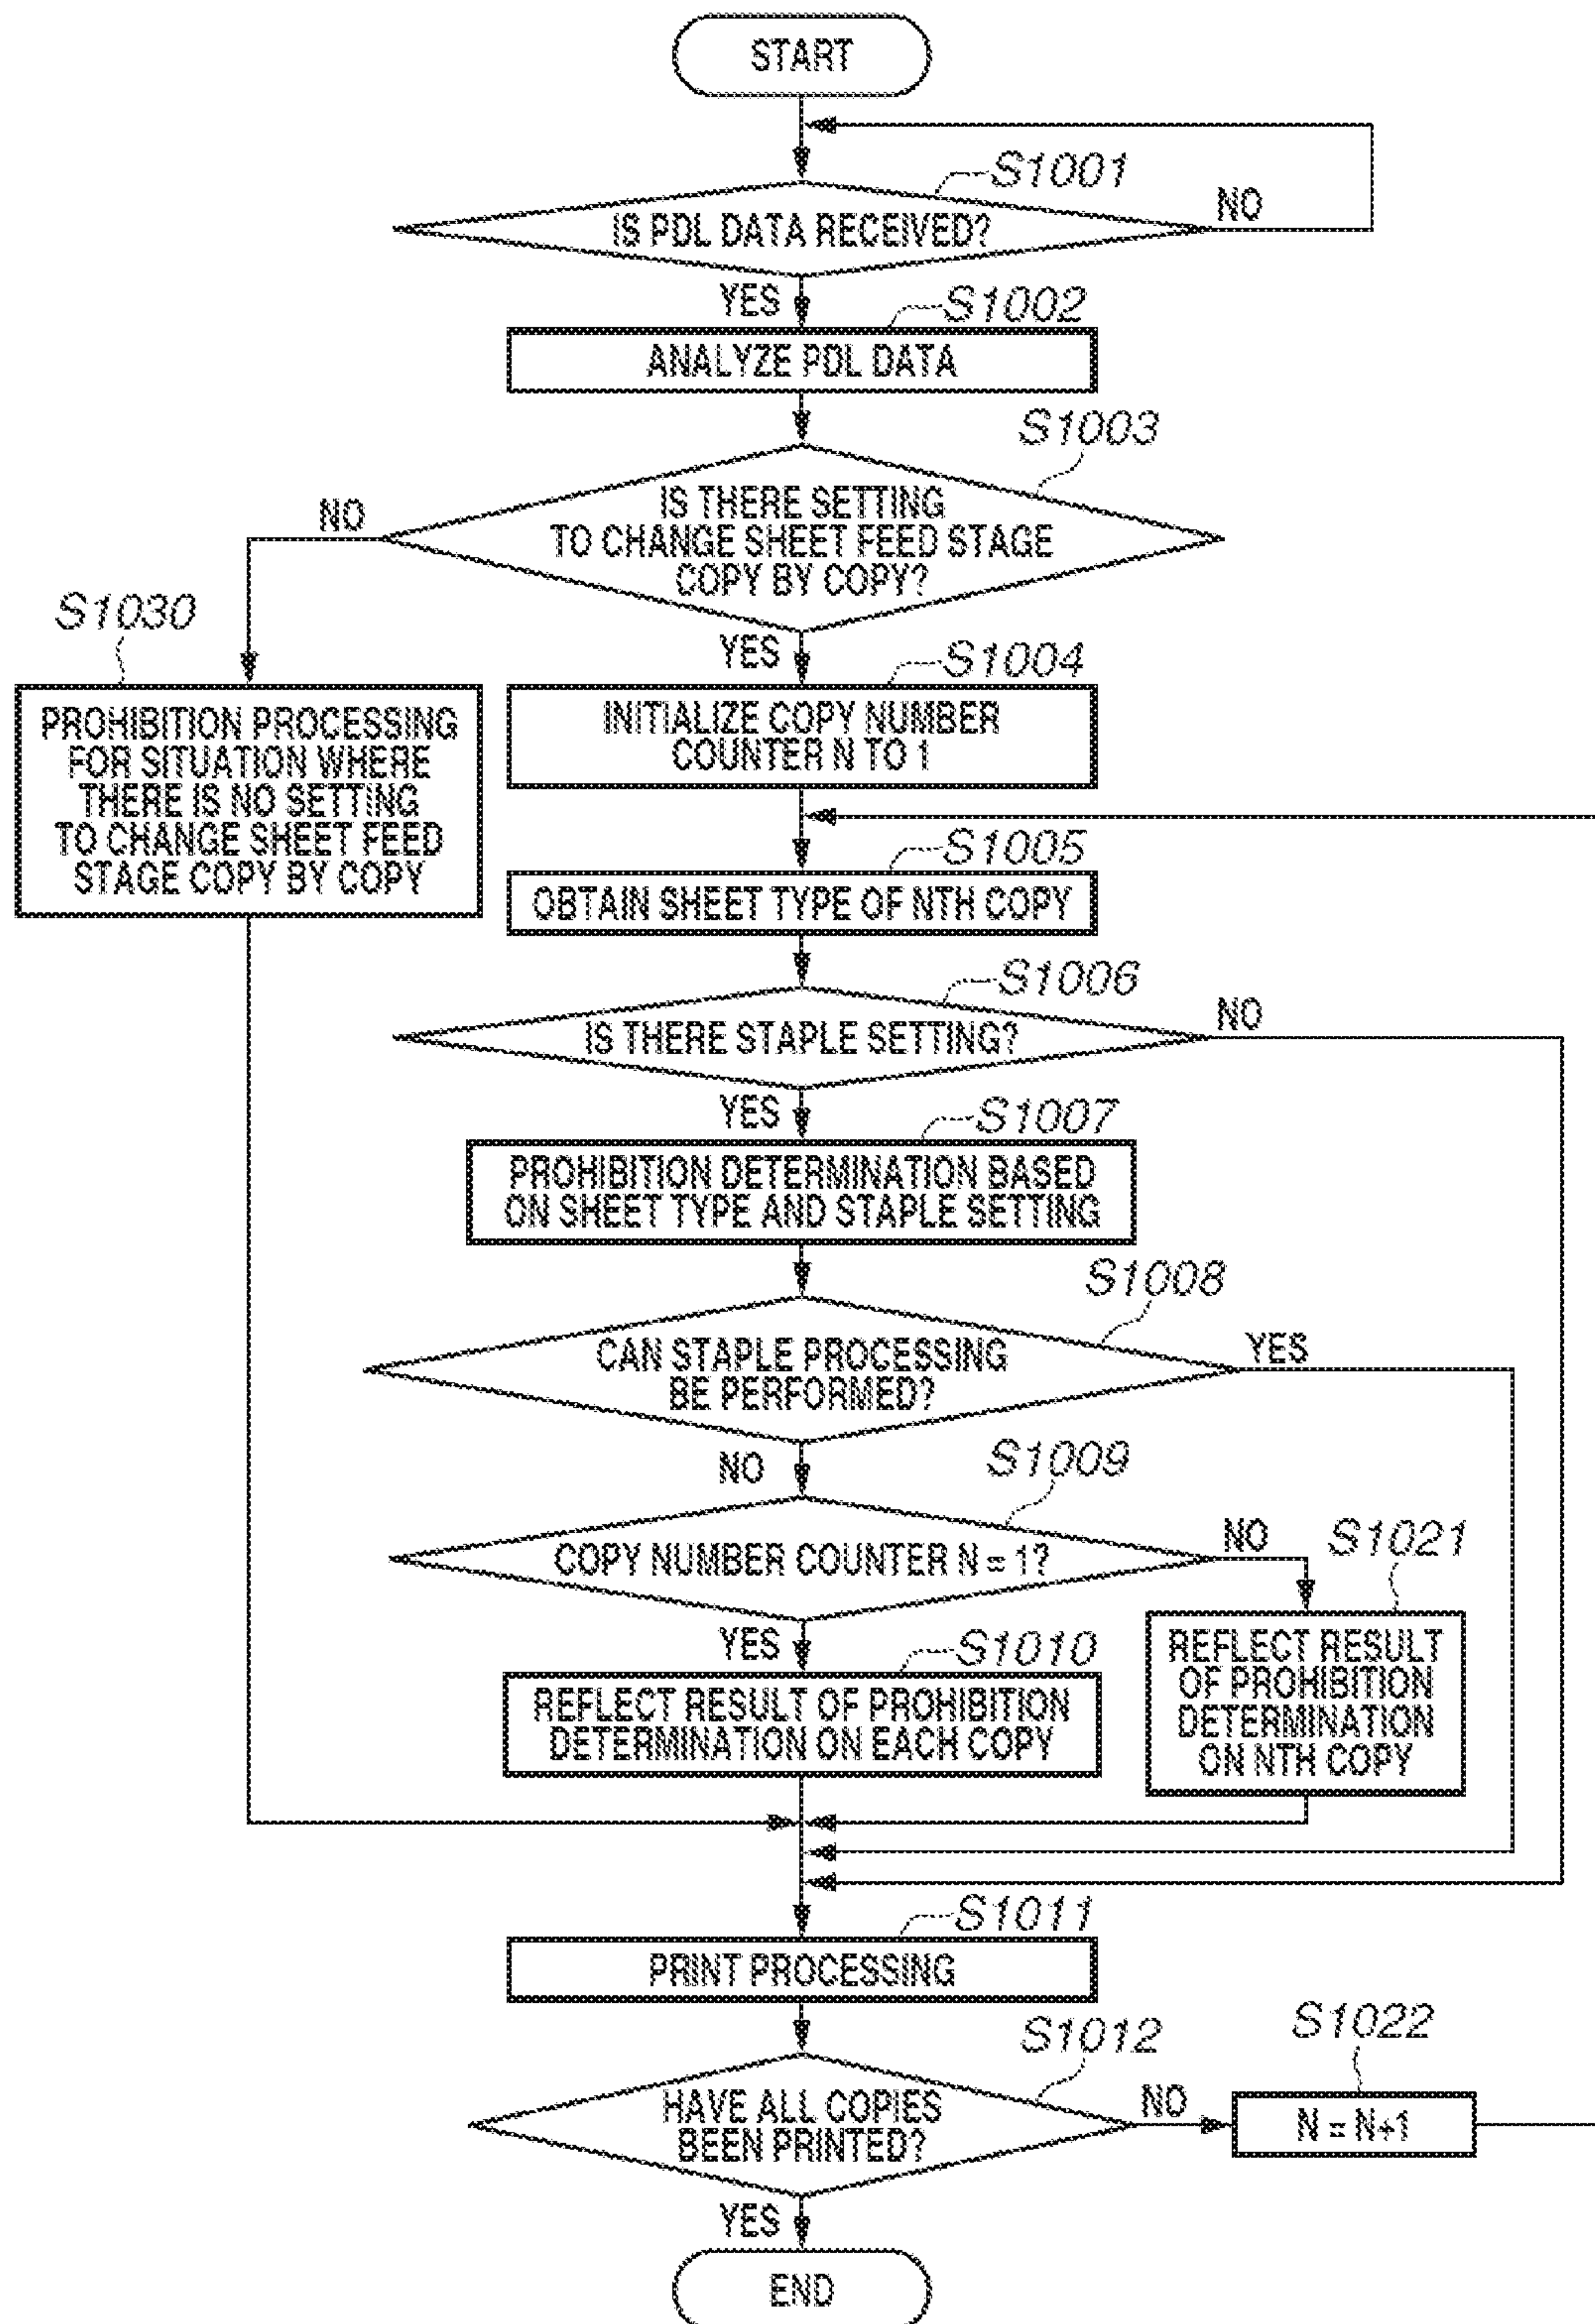 START
S1001
IS PDL DATA RECEIVED?
NO
YES
S1002
ANALYZE PDL DATA
S1003
IS THERE SETTING
TO CHANGE SHEET FEED STAGE
COPY BY COPY?
NO
YES
S1030
PROHIBITION PROCESSING
FOR SITUATION WHERE
THERE IS NO SETTING
TO CHANGE SHEET FEED
STAGE COPY BY COPY
S1004
INITIALIZE COPY NUMBER
COUNTER N TO 1
S1005
OBTAIN SHEET TYPE OF NTH COPY
S1006
IS THERE STAPLE SETTING?
NO
YES
S1007
PROHIBITION DETERMINATION BASED
ON SHEET TYPE AND STAPLE SETTING
S1008
CAN STAPLE PROCESSING
BE PERFORMED?
YES
NO
S1009
COPY NUMBER COUNTER N = 1?
NO
S1021
REFLECT RESULT
OF PROHIBITION
DETERMINATION
ON NTH COPY
YES
S1010
REFLECT RESULT OF PROHIBITION
DETERMINATION ON EACH COPY
S1011
PRINT PROCESSING
S1012
HAVE ALL COPIES
BEEN PRINTED?
NO
S1022
N = N+1
YES
END